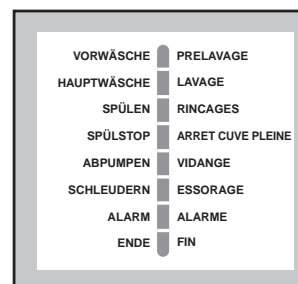 VORWÄSCHE PRELAVAGE
HAUPTWÄSCHE LAVAGE
SPÜLEN RINCAGES
SPÜLSTOP ARRET CUVE PLEINE
ABPUMPEN VIDANGE
SCHLEUDERN ESSORAGE
ALARM ALARME
ENDE FIN